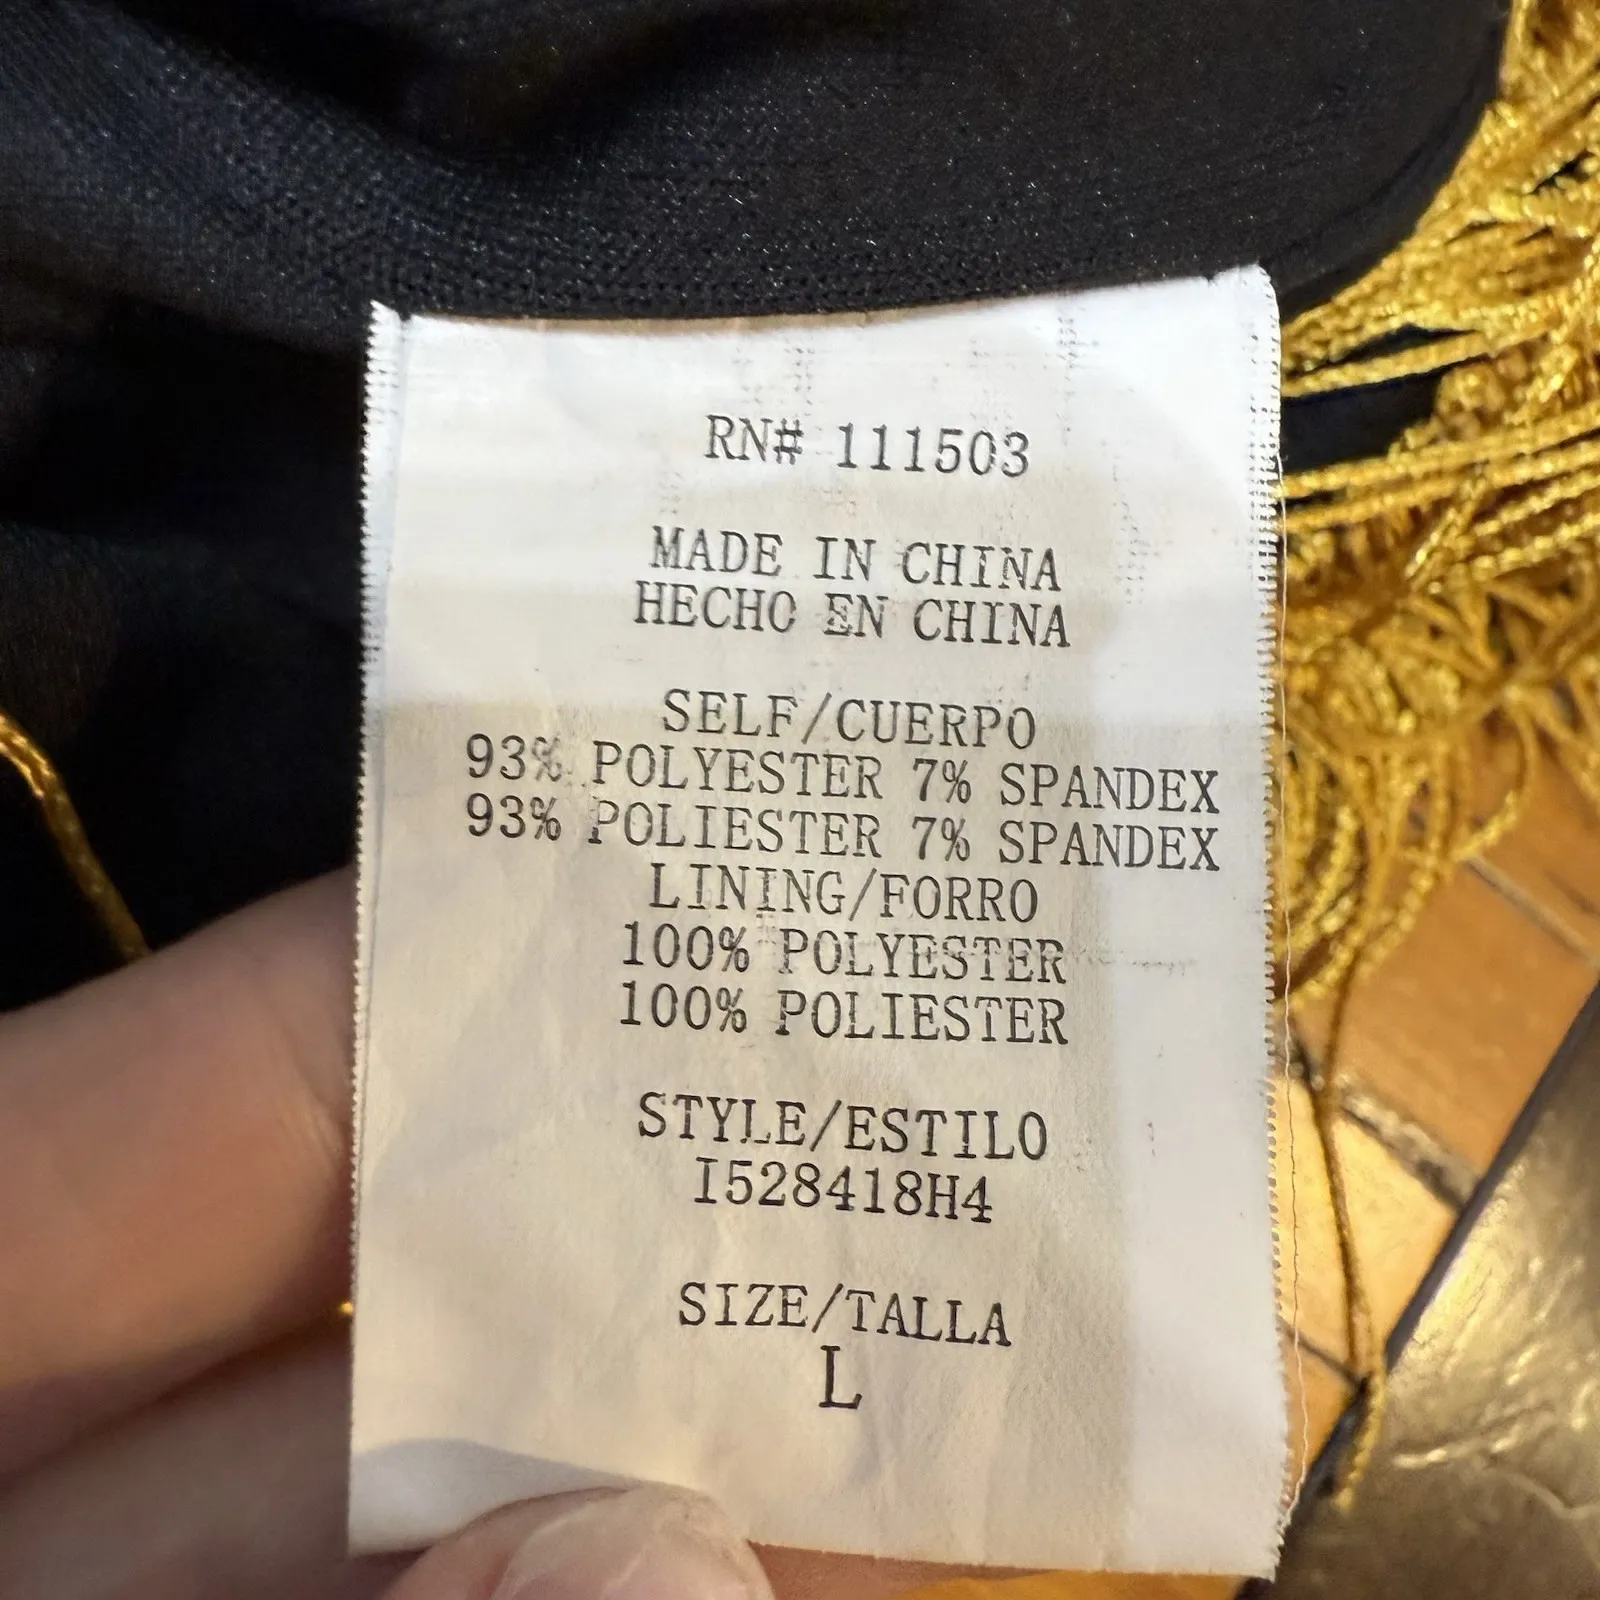 RN# 111503
MADE IN CHINA
HECHO EN CHINA
SELF/CUERPO
93% POLYESTER 7% SPANDEX
93% POLIESTER 7% SPANDEX
LINING/FORRO
100% POLYESTER
100% POLIESTER
STYLE/ESTILO
I528418H4
SIZE/TALLA
L